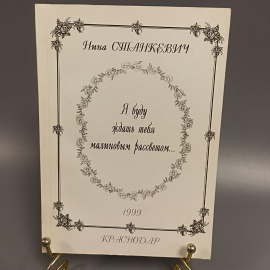 Нина СТАНКЕВИЧ
Я буду
ждать тебя
малиновым рассветом...
1999
КРАСНОДАР